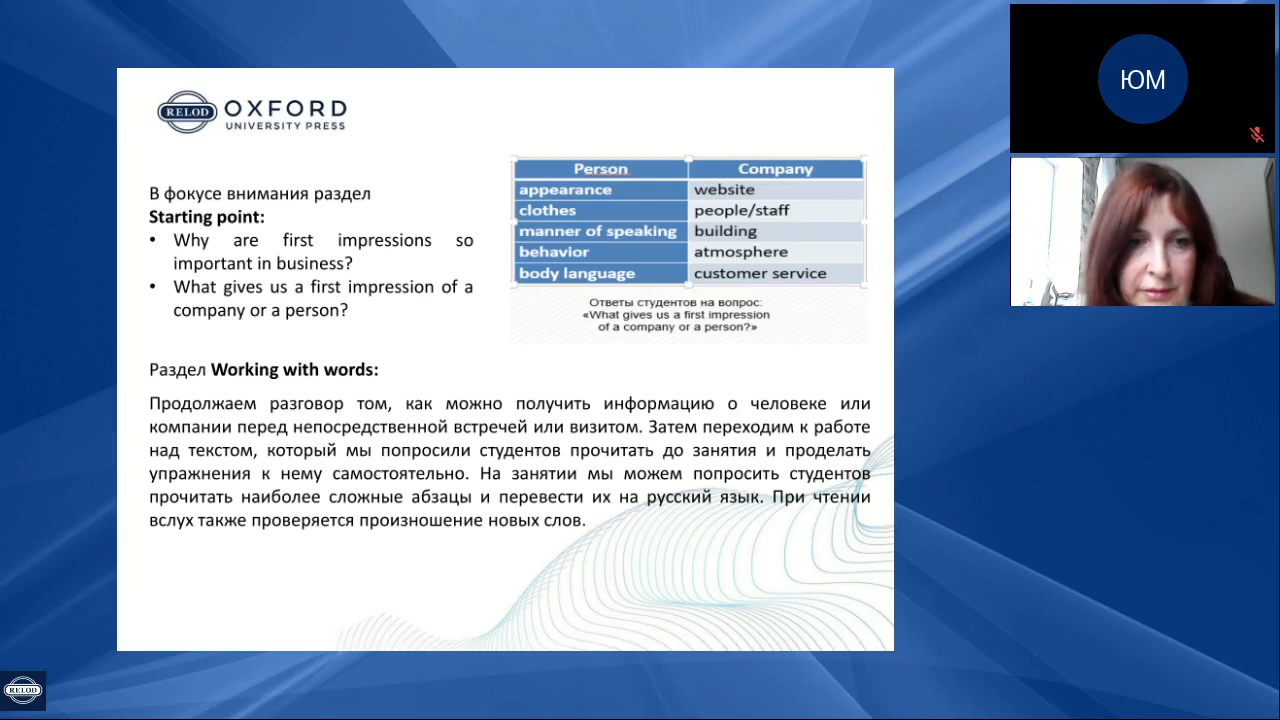 RELOD
OXFORD
UNIVERSITY PRESS
В фокусе внимания раздел
Starting point:
• Why are first impressions so
important in business?
• What gives us a first impression of a
company or a person?
Person Company
appearance website
clothes people/staff
manner of speaking building
behavior atmosphere
body language customer service
Ответы студентов на вопрос:
«What gives us a first impression
of a company or a person?»
Раздел Working with words:
Продолжаем разговор том, как можно получить информацию о человеке или
компании перед непосредственной встречей или визитом. Затем переходим к работе
над текстом, который мы попросили студентов прочитать до занятия и проделать
упражнения к нему самостоятельно. На занятии мы можем попросить студентов
прочитать наиболее сложные абзацы и перевести их на русский язык. При чтении
вслух также проверяется произношение новых слов.
ЮМ
RELOD